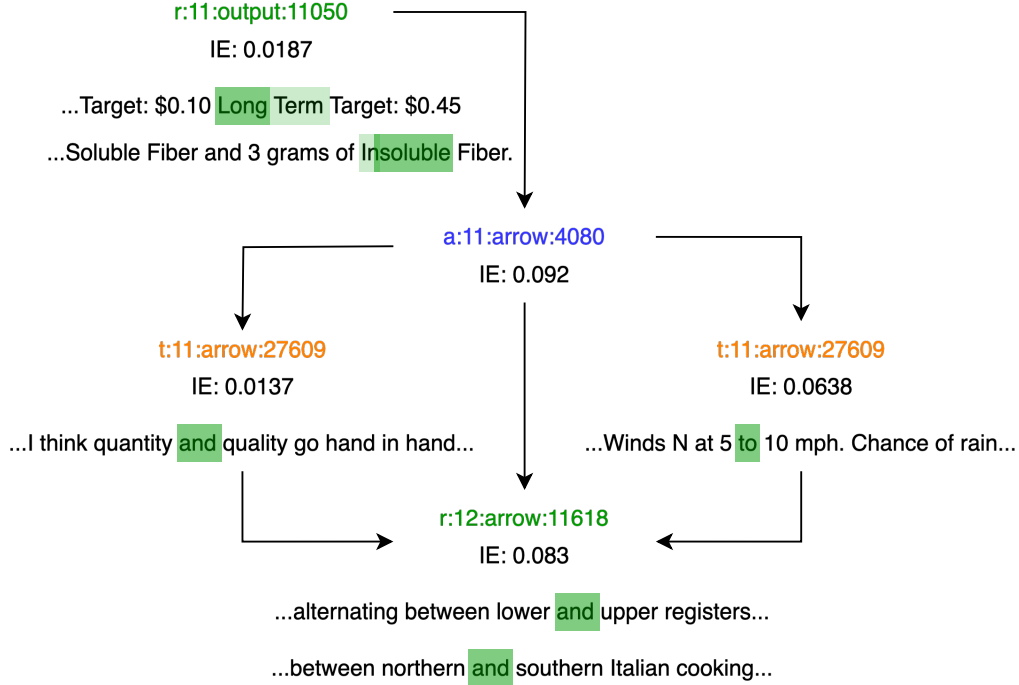 r:11:output:11050
IE: 0.0187
...Target: $0.10 Long Term Target: $0.45
...Soluble Fiber and 3 grams of Insoluble Fiber.
a:11:arrow:4080
IE: 0.092
t:11:arrow:27609
IE: 0.0137
...I think quantity and quality go hand in hand...
t:11:arrow:27609
IE: 0.0638
...Winds N at 5 to 10 mph. Chance of rain...
r:12:arrow:11618
IE: 0.083
...alternating between lower and upper registers...
...between northern and southern Italian cooking...